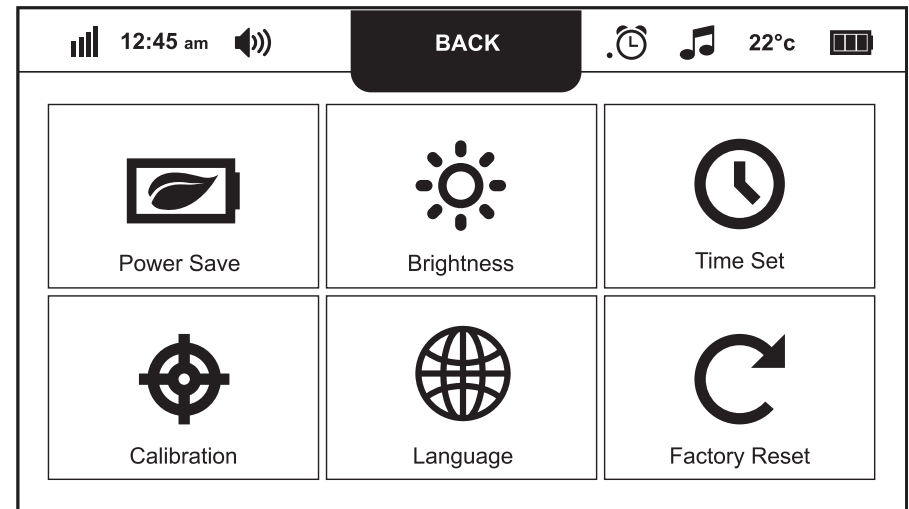 12:45 am BACK 22°c
Power Save Brightness Time Set
Calibration Language Factory Reset